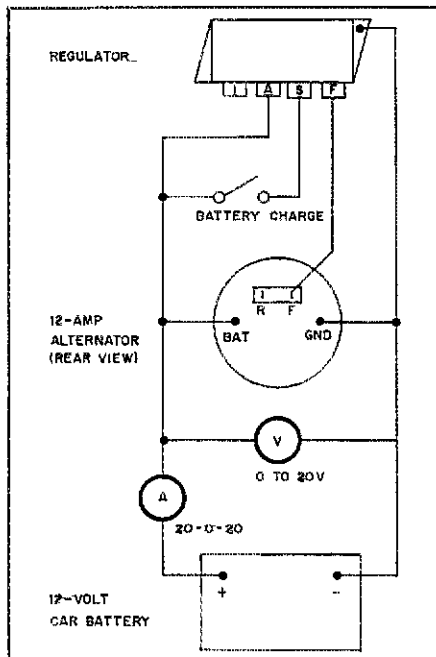 REGULATOR
I A S F
BATTERY CHARGE
12-AMP
ALTERNATOR
(REAR VIEW)
R F
BAT GND
V
0 TO 20V
A
20-0-20
+ -
12-VOLT
CAR BATTERY